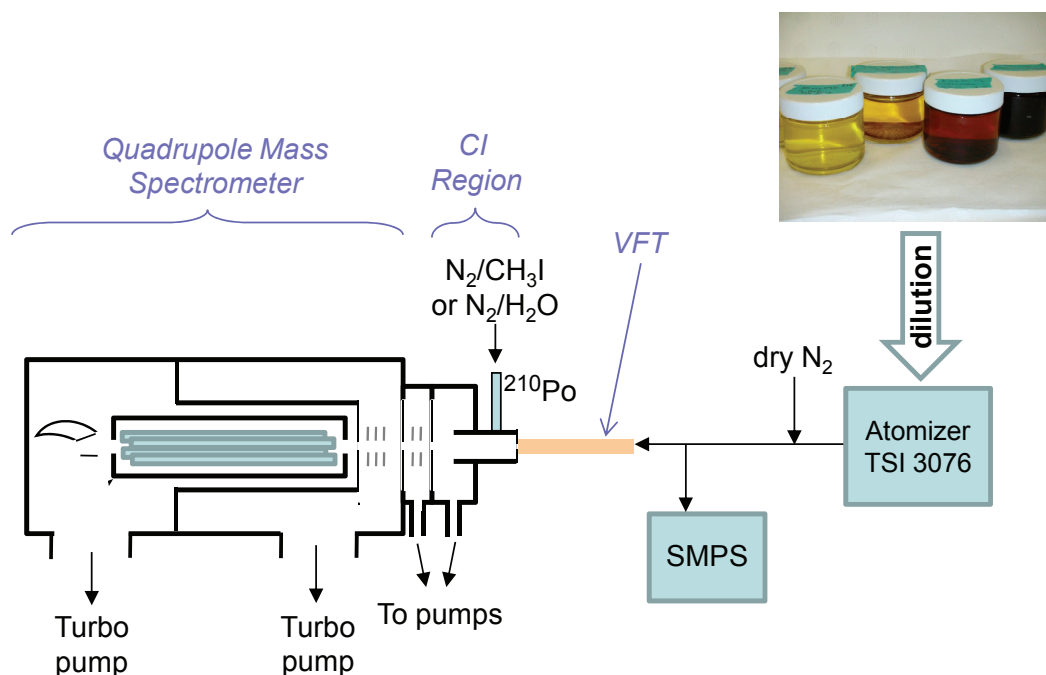 Quadrupole Mass
Spectrometer
CI
Region
VFT
N₂/CH₃I
or N₂/H₂O
²¹⁰Po
dry N₂
dilution
Atomizer
TSI 3076
SMPS
To pumps
Turbo
pump
Turbo
pump